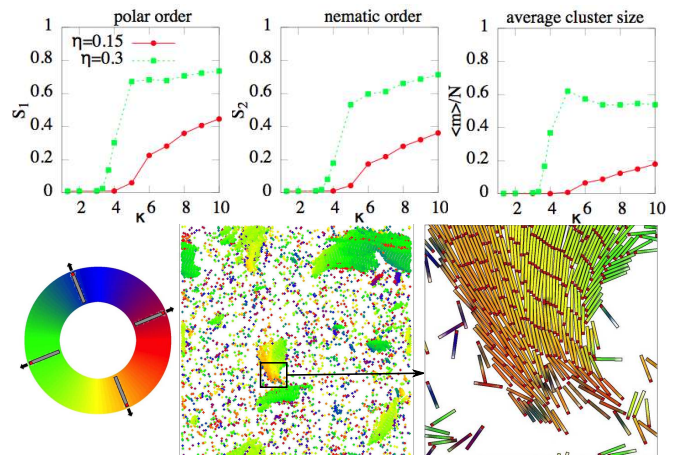 polar order
nematic order
average cluster size
η=0.15
η=0.3
S₁
1
0.8
0.6
0.4
0.2
0
2 4 6 8 10
κ
S₂
1
0.8
0.6
0.4
0.2
0
2 4 6 8 10
κ
<m>/N
1
0.8
0.6
0.4
0.2
0
2 4 6 8 10
κ